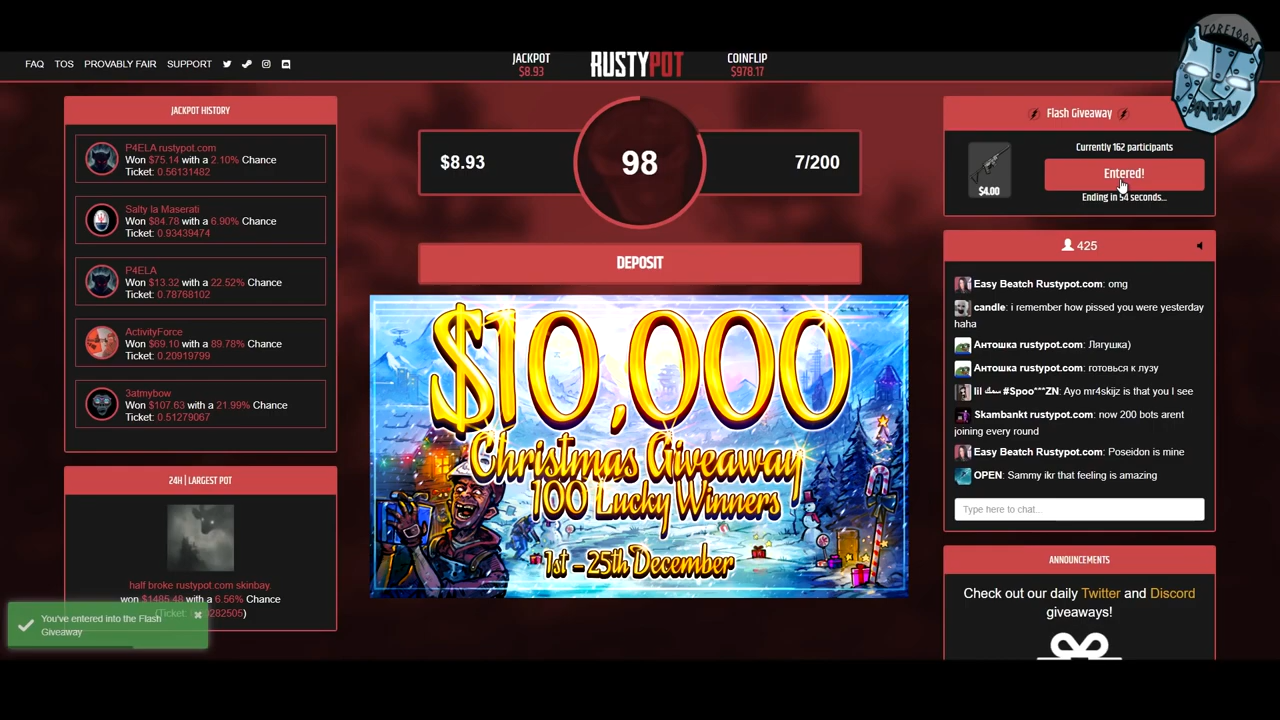 FAQ TOS PROVABLY FAIR SUPPORT
JACKPOT
$8.93
RUSTYPOT
COINFLIP
$978.17
JACKPOT HISTORY
P4ELA rustypot.com
Won $75.14 with a 2.10% Chance
Ticket: 0.56131482
Salty la Maserati
Won $84.78 with a 6.90% Chance
Ticket: 0.93439474
P4ELA
Won $13.32 with a 22.52% Chance
Ticket: 0.78768102
ActivityForce
Won $69.10 with a 89.78% Chance
Ticket: 0.20919799
3atmybow
Won $107.63 with a 21.99% Chance
Ticket: 0.51279067
24H | LARGEST POT
half broke rustypot.com skinbay
won $1485.48 with a 6.56% Chance
(Ticket: 0282505)
You've entered into the Flash
Giveaway
$8.93
98
7/200
DEPOSIT
$10,000
Christmas Giveaway
100 Lucky Winners
1st - 25th December
Flash Giveaway
$4.00
Currently 162 participants
Entered!
Ending in 54 seconds...
425
Easy Beatch Rustypot.com: omg
candle: i remember how pissed you were yesterday
haha
Антошка rustypot.com: Лягушка)
Антошка rustypot.com: готовься к лузу
lil #$poo***ZN: Ayo mr4skijz is that you I see
Skambankt rustypot.com: now 200 bots arent
joining every round
Easy Beatch Rustypot.com: Poseidon is mine
OPEN: Sammy ikr that feeling is amazing
Type here to chat...
ANNOUNCEMENTS
Check out our daily Twitter and Discord
giveaways!